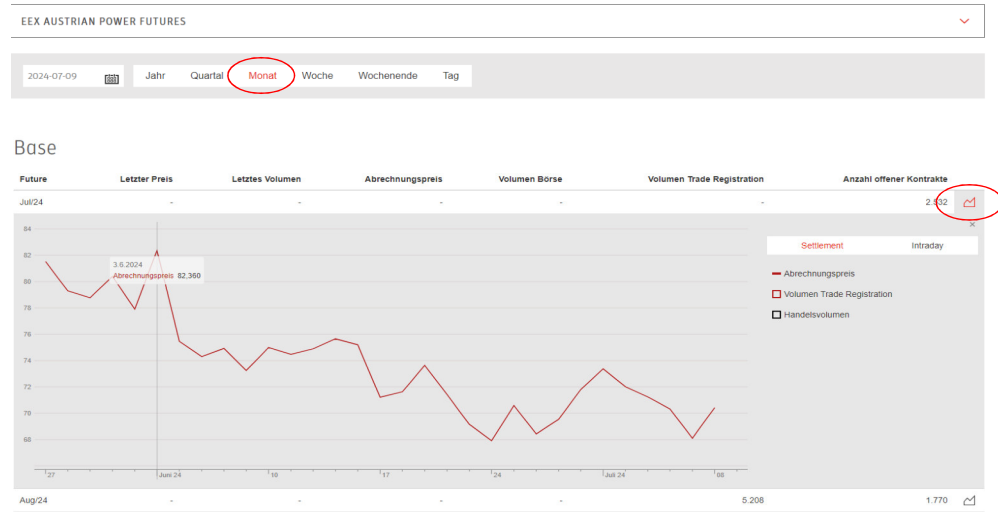 EEX AUSTRIAN POWER FUTURES
2024-07-09 Jahr Quartal Monat Woche Wochenende Tag
Base
Future Letzter Preis Letztes Volumen Abrechnungspreis Volumen Börse Volumen Trade Registration Anzahl offener Kontrakte
Jul/24 - - - - - 2.532
×
84
Settlement Intraday
82
3.6.2024
Abrechnungspreis 82,360
Abrechnungspreis
80
Volumen Trade Registration
78
Handelsvolumen
76
74
72
70
68
27 Juni 24 10 17 24 Juli 24 08
Aug/24 - - - - 5.208 1.770